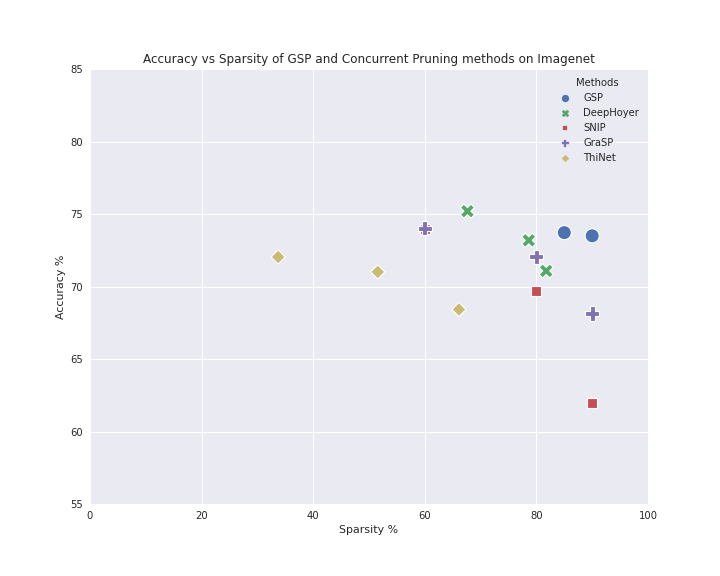 Accuracy vs Sparsity of GSP and Concurrent Pruning methods on Imagenet
85
80
75
70
65
60
55
Accuracy %
Methods
GSP
DeepHoyer
SNIP
GraSP
ThiNet
0 20 40 60 80 100
Sparsity %